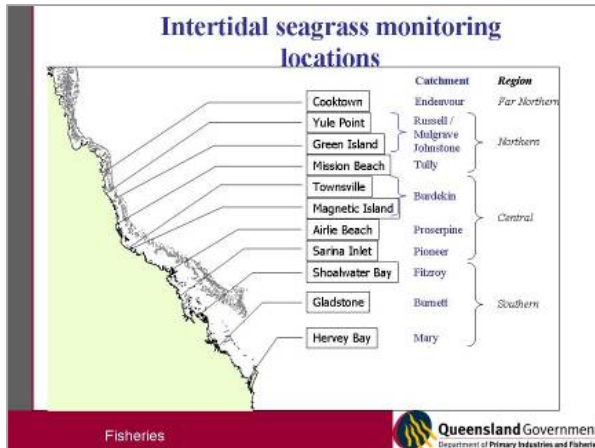 Intertidal seagrass monitoring
locations
Catchment Region
Cooktown Endeavour Far Northern
Yule Point Russell /
Mulgrave
Green Island Johnstone Northern
Mission Beach Tully
Townsville
Burdekin
Magnetic Island
Central
Airlie Beach Proserpine
Sarina Inlet Pioneer
Shoalwater Bay Fitzroy
Gladstone Burnett Southern
Hervey Bay Mary
Fisheries
Queensland Governmen
Department of Primary Industries and Fisheries